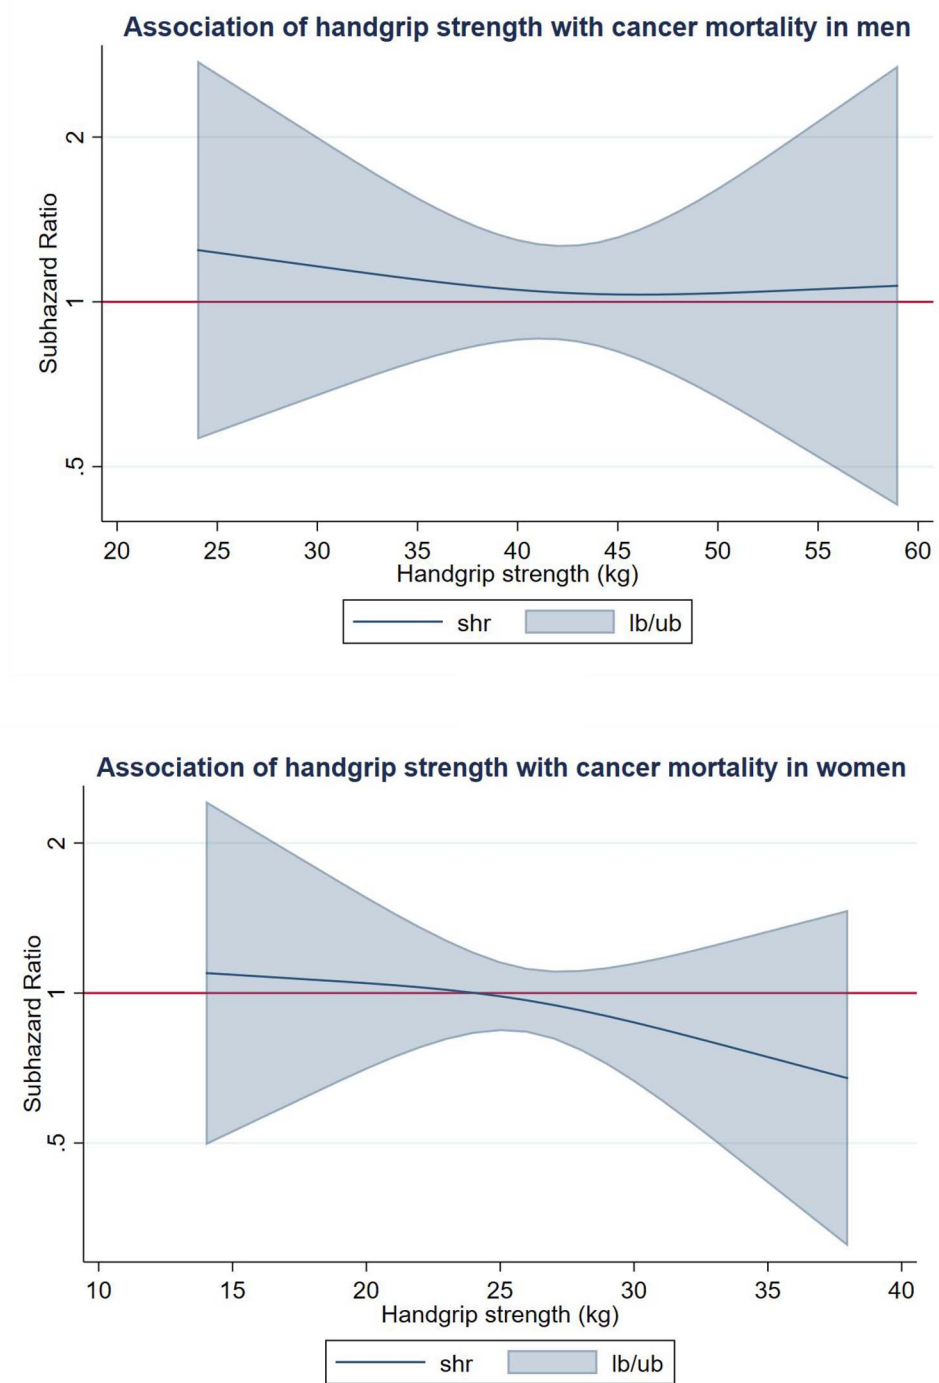 Association of handgrip strength with cancer mortality in men
Subhazard Ratio
2
1
.5
20 25 30 35 40 45 50 55 60
Handgrip strength (kg)
shr lb/ub
Association of handgrip strength with cancer mortality in women
Subhazard Ratio
2
1
.5
10 15 20 25 30 35 40
Handgrip strength (kg)
shr lb/ub